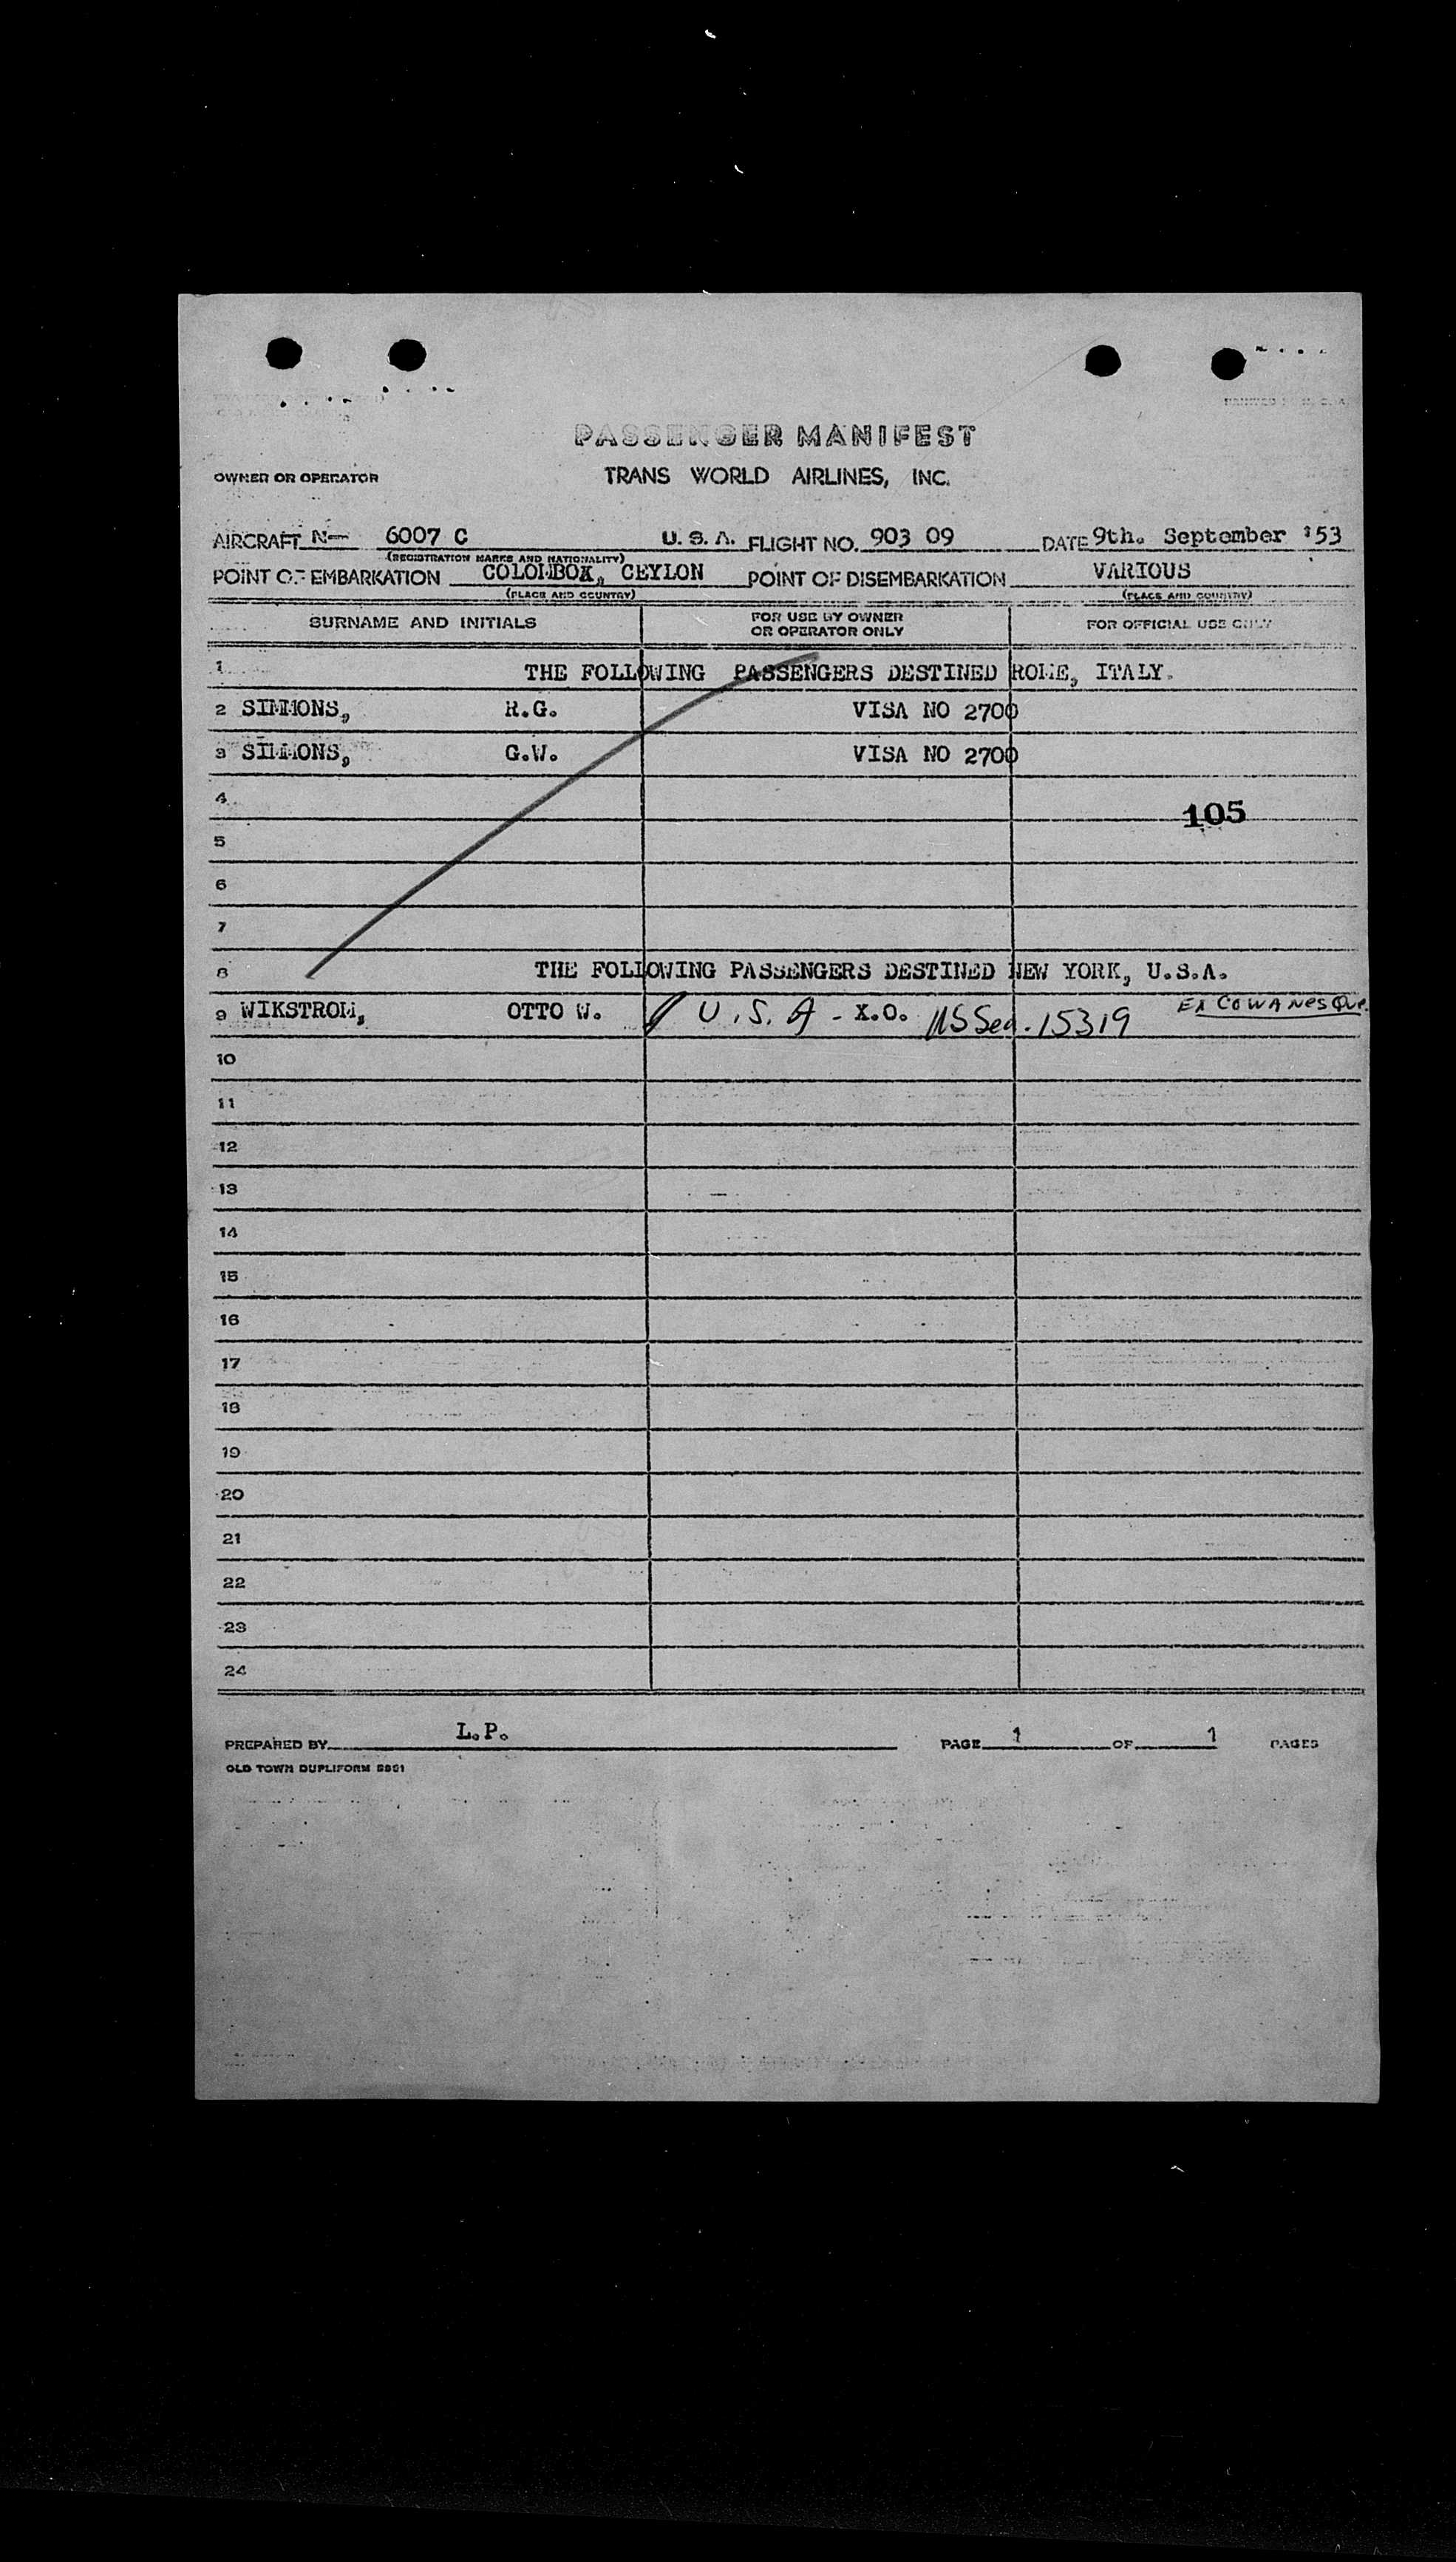 PASSENGER MANIFEST
OWNER OR OPERATOR TRANS WORLD AIRLINES, INC.
AIRCRAFT N— 6007 C U.S.A. FLIGHT NO. 903 09 DATE 9th. September '53
(REGISTRATION MARKS AND NATIONALITY)
POINT OF EMBARKATION COLOMBOX, CEYLON POINT OF DISEMBARKATION VARIOUS
(PLACE AND COUNTRY) (PLACE AND COUNTRY)
SURNAME AND INITIALS FOR USE BY OWNER OR OPERATOR ONLY FOR OFFICIAL USE ONLY
1 THE FOLLOWING PASSENGERS DESTINED ROME, ITALY.
2 SIMMONS, R.G. VISA NO 2700
3 SIMMONS, G.W. VISA NO 2700
4 105
5
6
7
8 THE FOLLOWING PASSENGERS DESTINED NEW YORK, U.S.A.
9 WIKSTROM, OTTO W. U.S.A - X.O. US Sea. 15319 Ex COWANESQUE
10
11
12
13
14
15
16
17
18
19
20
21
22
23
24
PREPARED BY L.P. PAGE 1 OF 1 PAGES
OLD TOWN DUPLIFORM